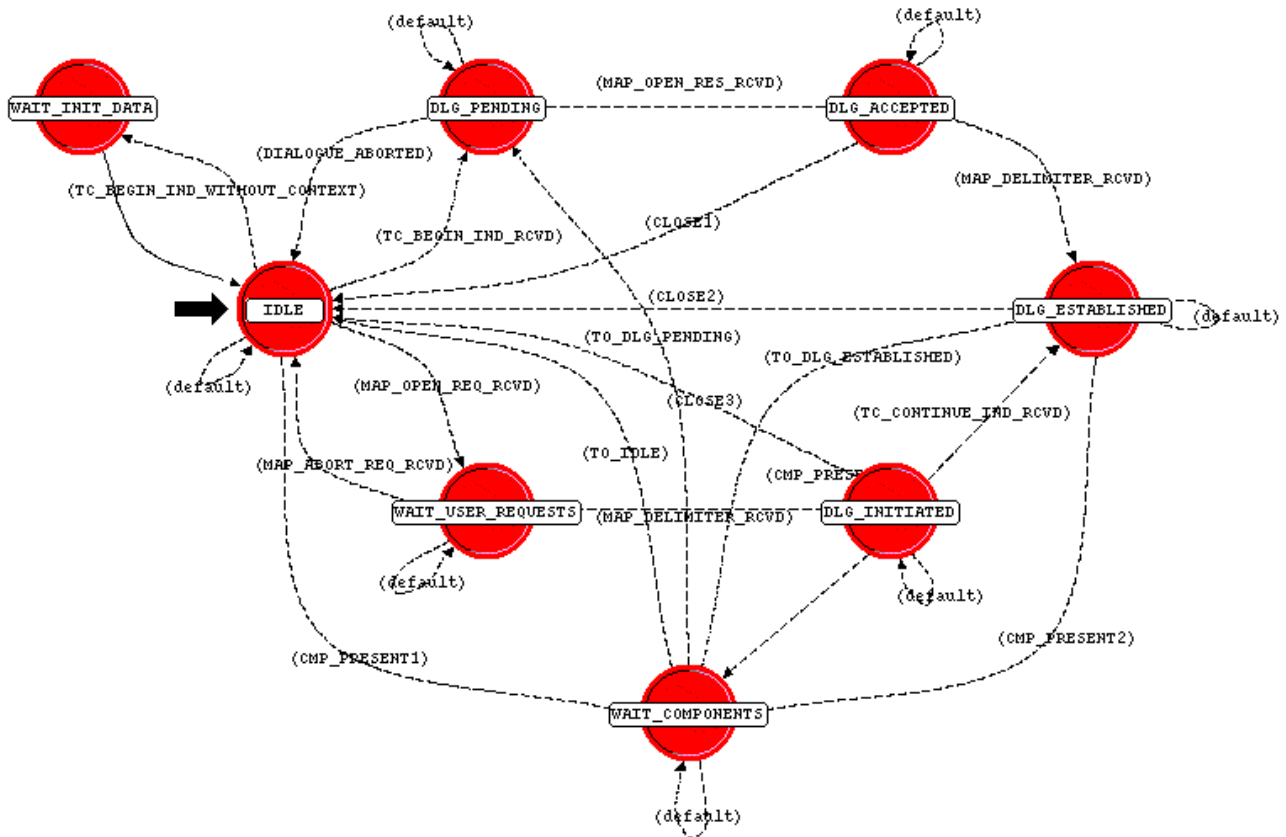 (default)
(default)
WAIT_INIT_DATA
DLG_PENDING
(MAP_OPEN_RES_RCVD)
DLG_ACCEPTED
(DIALOGUE_ABORTED)
(TC_BEGIN_IND_WITHOUT_CONTEXT)
(MAP_DELIMITER_RCVD)
(TC_BEGIN_IND_RCVD)
(CLOSE1)
(CLOSE2)
IDLE
DLG_ESTABLISHED
(default)
(TO_DLG_PENDING)
(TO_DLG_ESTABLISHED)
(default)
(MAP_OPEN_REQ_RCVD)
(CLOSE3)
(TC_CONTINUE_IND_RCVD)
(MAP_ABORT_REQ_RCVD)
(TO_IDLE)
(CMP_PRESE
WAIT_USER_REQUESTS
(MAP_DELIMITER_RCVD)
DLG_INITIATED
(default)
(default)
(CMP_PRESENT1)
(CMP_PRESENT2)
WAIT_COMPONENTS
(default)